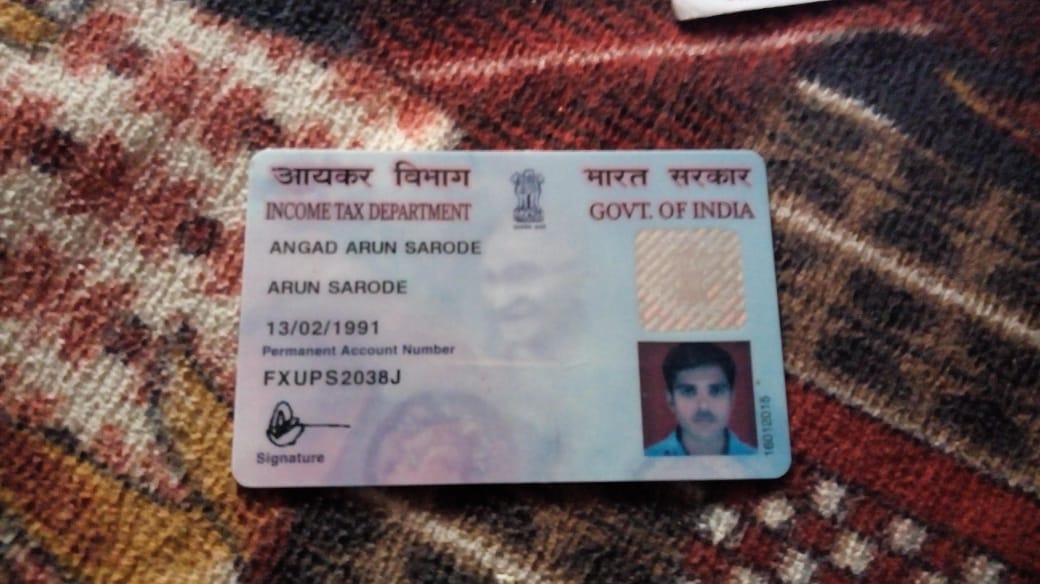 आयकर विभाग
भारत सरकार
INCOME TAX DEPARTMENT
GOVT. OF INDIA
ANGAD ARUN SARODE
ARUN SARODE
13/02/1991
Permanent Account Number
FXUPS2038J
Signature
16012015